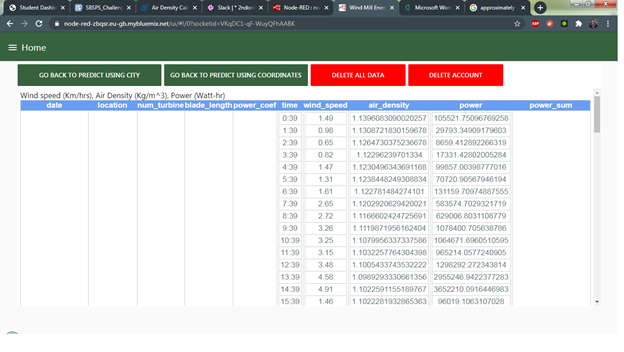 Student Dashb
SBSPS_Challen
Air Density Cal
Slack | * 2ndor
Node-RED : no
Wind Mill Ener
Microsoft Wor
approximately
node-red-zbqsr.eu-gb.mybluemix.net/ui/#!/0?socketid=VKqDC1-qF-WuyQFhAABK
Home
GO BACK TO PREDICT USING CITY GO BACK TO PREDICT USING COORDINATES DELETE ALL DATA DELETE ACCOUNT
Wind speed (Km/hrs), Air Density (Kg/m^3), Power (Watt-hr)
date location num_turbine blade_length power_coef time wind_speed air_density power power_sum
0:39 1.49 1.1396083090020257 105521.75096769258
1:39 0.98 1.1308721830159678 29793.34909179603
2:39 0.65 1.1264730375236678 8659.412892266319
3:39 0.82 1.12296239701334 17331.42802005284
4:39 1.47 1.1230496343691168 99857.00398777016
5:39 1.31 1.1238448249308834 70720.90567946194
6:39 1.61 1.122781484274101 131159.70974887555
7:39 2.65 1.1202920629420021 583574.7029321719
8:39 2.72 1.1166602424725691 629006.8031108779
9:39 3.26 1.1119871956162404 1078400.705638786
10:39 3.25 1.1079956337337586 1064671.6960510595
11:39 3.15 1.1032257764304398 965214.0577240905
12:39 3.48 1.1005433743532222 1298292.272343814
13:39 4.58 1.0989293330661356 2955246.9422377283
14:39 4.91 1.1022591155189767 3652210.0916446983
15:39 1.46 1.1022281932865363 96019.1063107028